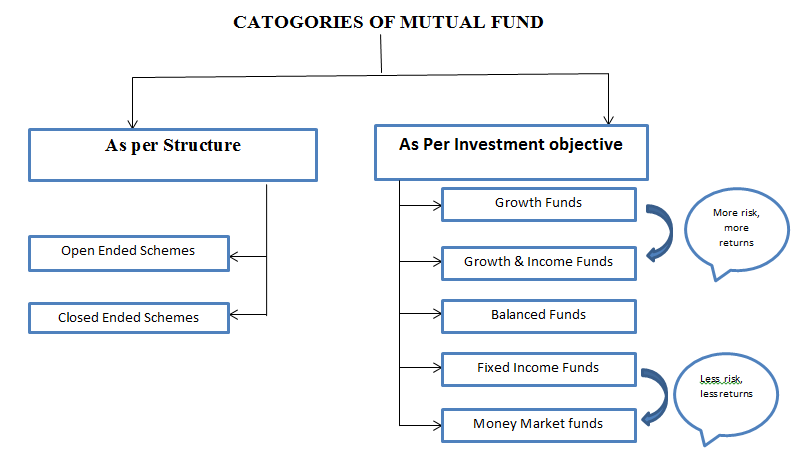 CATOGORIES OF MUTUAL FUND
As per Structure
Open Ended Schemes
Closed Ended Schemes
As Per Investment objective
Growth Funds
Growth & Income Funds
Balanced Funds
Fixed Income Funds
Money Market funds
More risk,
more
returns
Less risk,
less returns